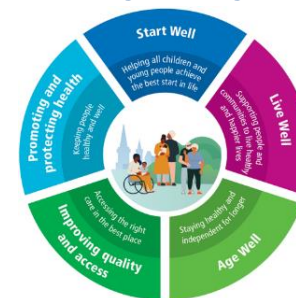 Start Well
Helping all children and
young people achieve
the best start in life
Live Well
Supporting people and
communities to live healthy
and happier lives
Age Well
Staying healthy and
independent for longer
Improving quality
and access
Accessing the right
care in the best place
Promoting and
protecting health
Keeping people
healthy and well